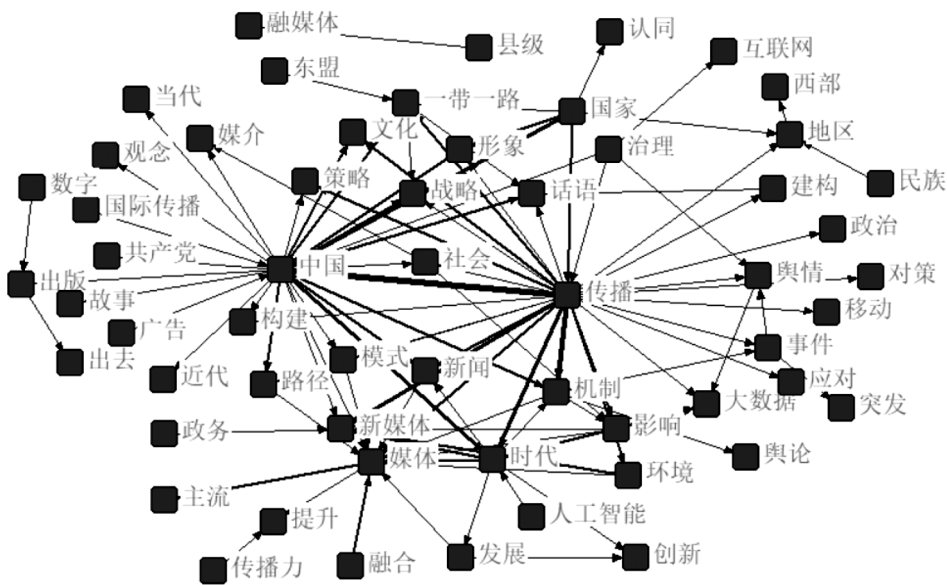 融媒体
县级
认同
互联网
东盟
西部
当代
一带一路
国家
地区
媒介
文化
形象
治理
观念
民族
数字
策略
战略
话语
建构
国际传播
政治
共产党
中国
社会
舆情
对策
出版
故事
传播
移动
广告
构建
事件
出去
模式
新闻
近代
路径
机制
应对
大数据
突发
政务
新媒体
影响
舆论
媒体
时代
环境
主流
提升
人工智能
传播力
融合
发展
创新